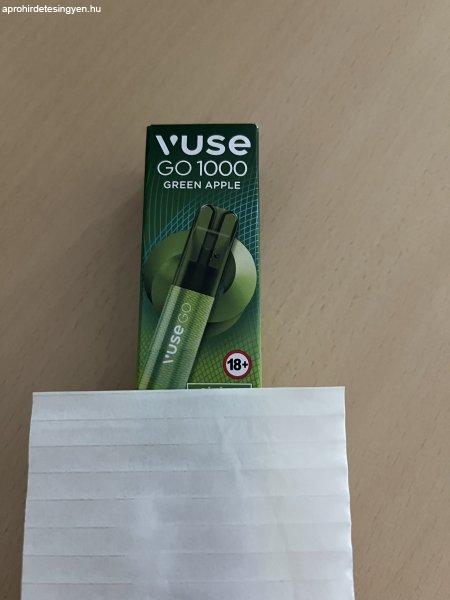 aprohirdetesingyen.hu
vuse
GO 1000
GREEN APPLE
vuse GO
18+